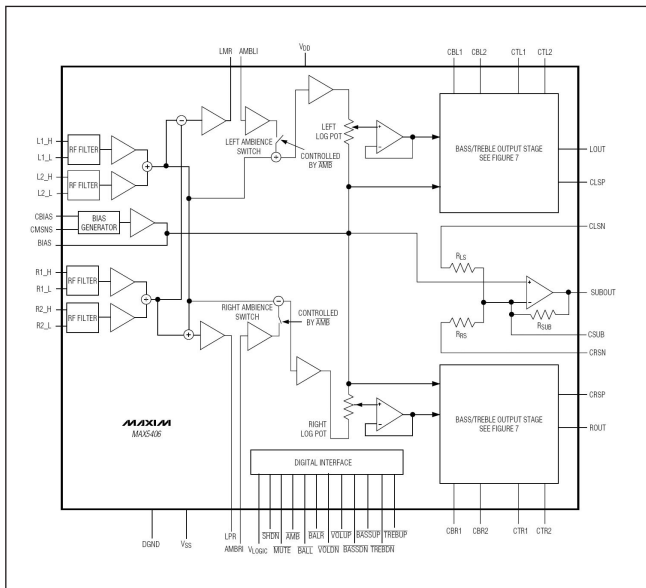 LMR AMBLI VDD CBL1 CBL2 CTL1 CTL2
L1_H
L1_L
RF FILTER
L2_H
L2_L
RF FILTER
LEFT AMBIENCE
SWITCH
CONTROLLED
BY AMB
LEFT
LOG POT
BASS/TREBLE OUTPUT STAGE
SEE FIGURE 7
LOUT
CLSP
CBIAS
CMSNS
BIAS
BIAS
GENERATOR
CLSN
RLS
SUBOUT
RSUB
RRS
CSUB
CRSN
R1_H
R1_L
RF FILTER
R2_H
R2_L
RF FILTER
RIGHT AMBIENCE
SWITCH
CONTROLLED
BY AMB
RIGHT
LOG POT
BASS/TREBLE OUTPUT STAGE
SEE FIGURE 7
CRSP
ROUT
MAXIM
MAX5406
DIGITAL INTERFACE
DGND VSS LPR AMBRI VLOGIC SHDN MUTE AMB BALL BALR VOLDN VOLUP BASSDN BASSUP TREBDN TREBUP
CBR1 CBR2 CTR1 CTR2